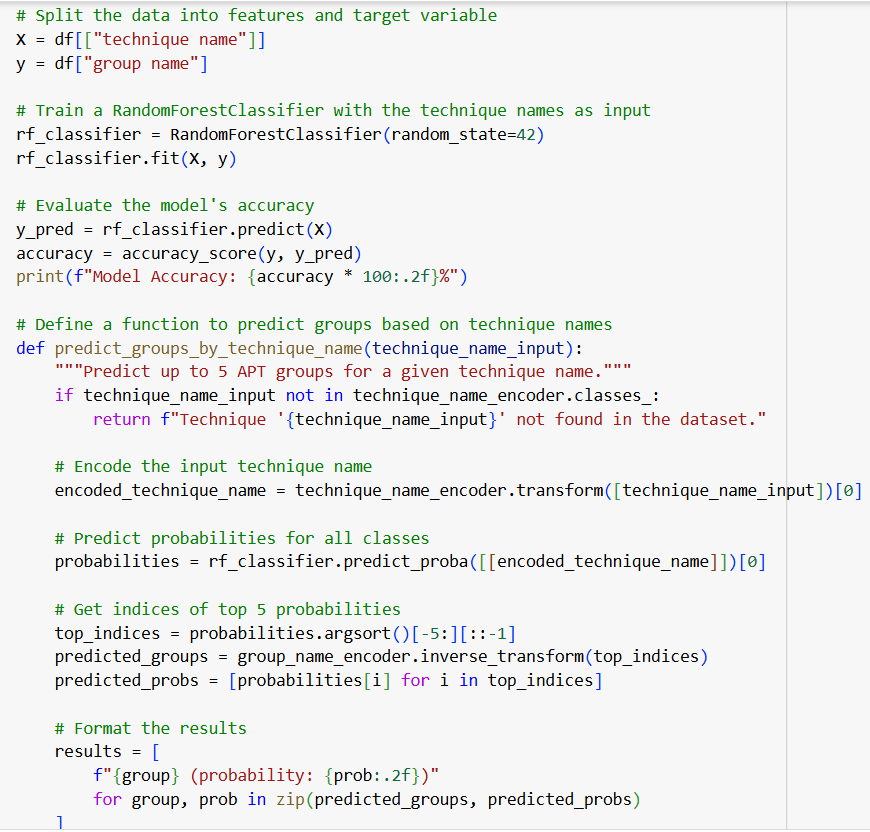 # Split the data into features and target variable
X = df[["technique name"]]
y = df["group name"]
# Train a RandomForestClassifier with the technique names as input
rf_classifier = RandomForestClassifier(random_state=42)
rf_classifier.fit(X, y)
# Evaluate the model's accuracy
y_pred = rf_classifier.predict(X)
accuracy = accuracy_score(y, y_pred)
print(f"Model Accuracy: {accuracy * 100:.2f}%")
# Define a function to predict groups based on technique names
def predict_groups_by_technique_name(technique_name_input):
    """Predict up to 5 APT groups for a given technique name."""
    if technique_name_input not in technique_name_encoder.classes_:
        return f"Technique '{technique_name_input}' not found in the dataset."
    # Encode the input technique name
    encoded_technique_name = technique_name_encoder.transform([technique_name_input])[0]
    # Predict probabilities for all classes
    probabilities = rf_classifier.predict_proba([[encoded_technique_name]])[0]
    # Get indices of top 5 probabilities
    top_indices = probabilities.argsort()[-5:][::-1]
    predicted_groups = group_name_encoder.inverse_transform(top_indices)
    predicted_probs = [probabilities[i] for i in top_indices]
    # Format the results
    results = [
        f"{group} (probability: {prob:.2f})"
        for group, prob in zip(predicted_groups, predicted_probs)
    ]